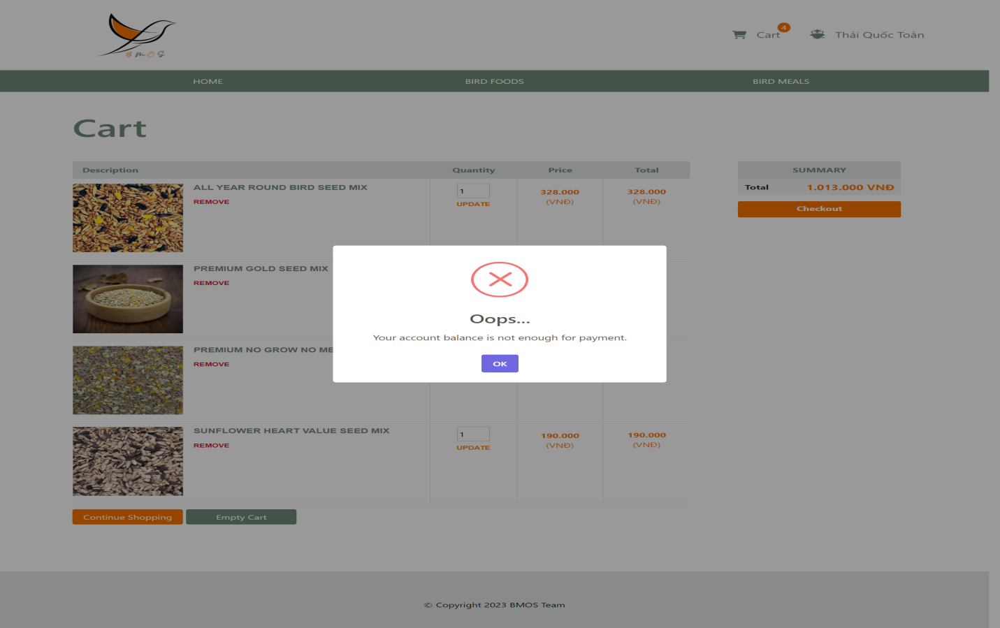 BMOS
Cart
4
Thái Quốc Toàn
HOME
BIRD FOODS
BIRD MEALS
Cart
Description
Quantity
Price
Total
ALL YEAR ROUND BIRD SEED MIX
REMOVE
1
UPDATE
328.000
(VNĐ)
328.000
(VNĐ)
PREMIUM GOLD SEED MIX
REMOVE
PREMIUM NO GROW NO ME
REMOVE
SUNFLOWER HEART VALUE SEED MIX
REMOVE
1
UPDATE
190.000
(VNĐ)
190.000
(VNĐ)
SUMMARY
Total 1.013.000 VNĐ
Checkout
Oops...
Your account balance is not enough for payment.
OK
Continue Shopping
Empty Cart
© Copyright 2023 BMOS Team